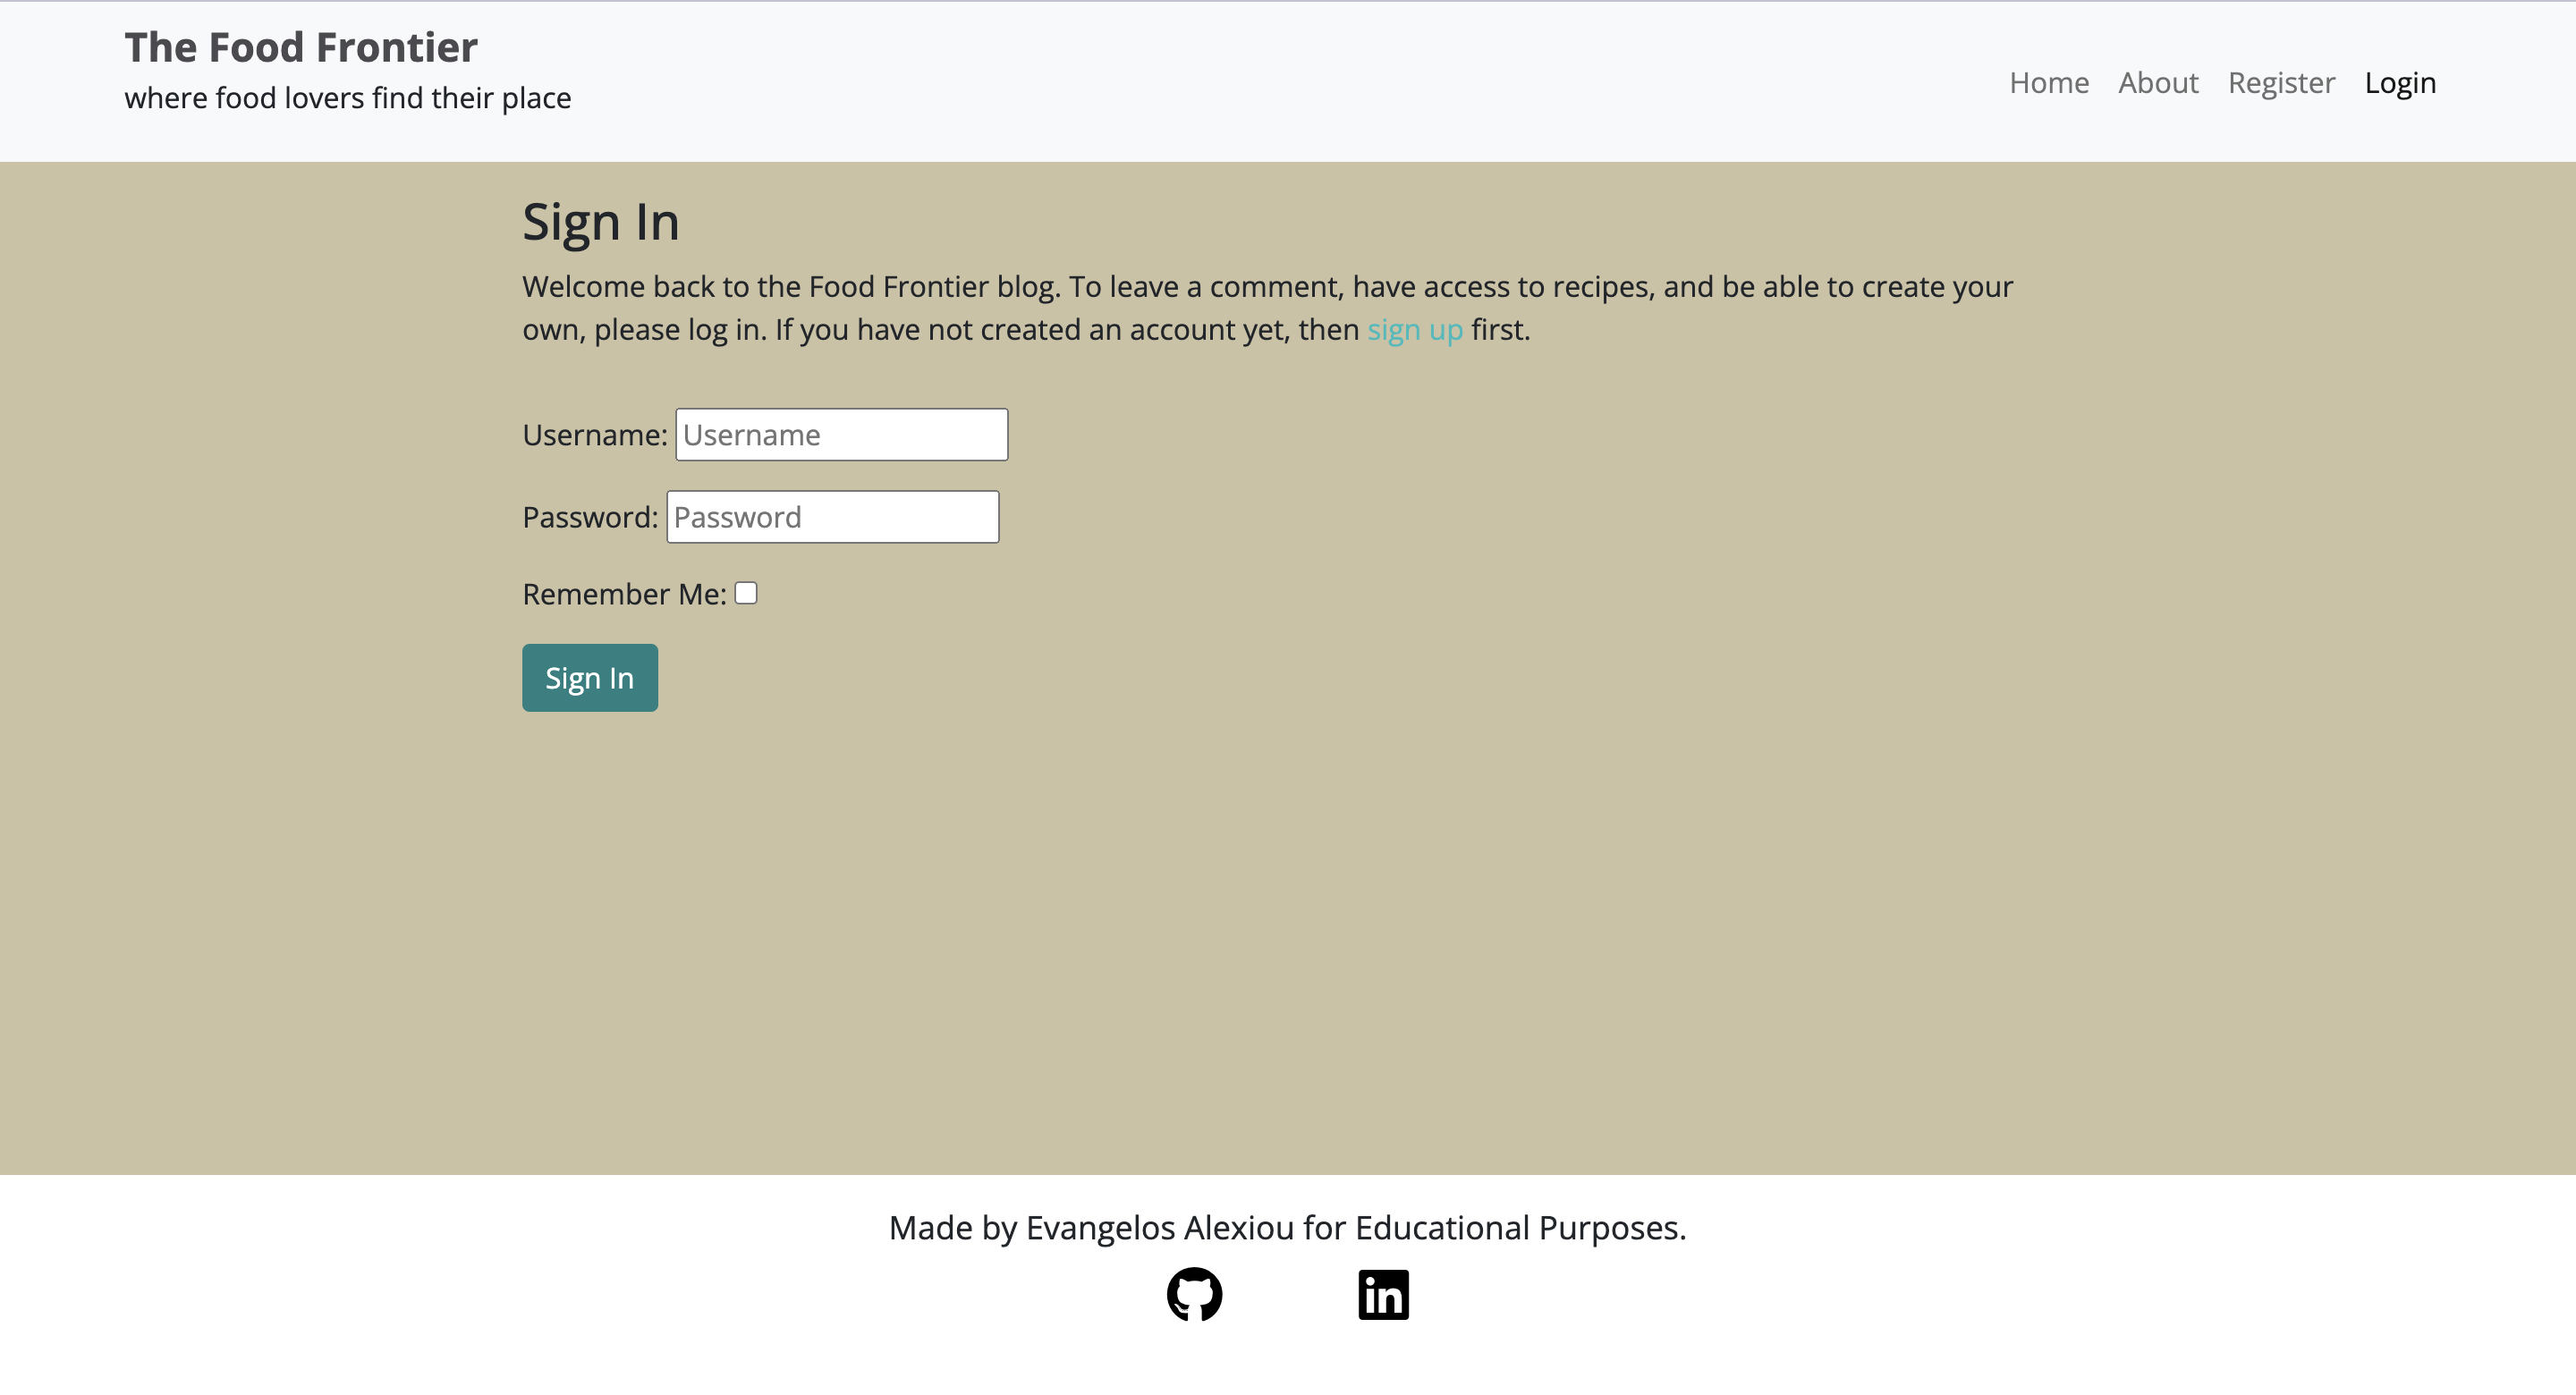 The Food Frontier
where food lovers find their place
Home About Register Login
Sign In
Welcome back to the Food Frontier blog. To leave a comment, have access to recipes, and be able to create your
own, please log in. If you have not created an account yet, then sign up first.
Username: Username
Password: Password
Remember Me:
Sign In
Made by Evangelos Alexiou for Educational Purposes.
in